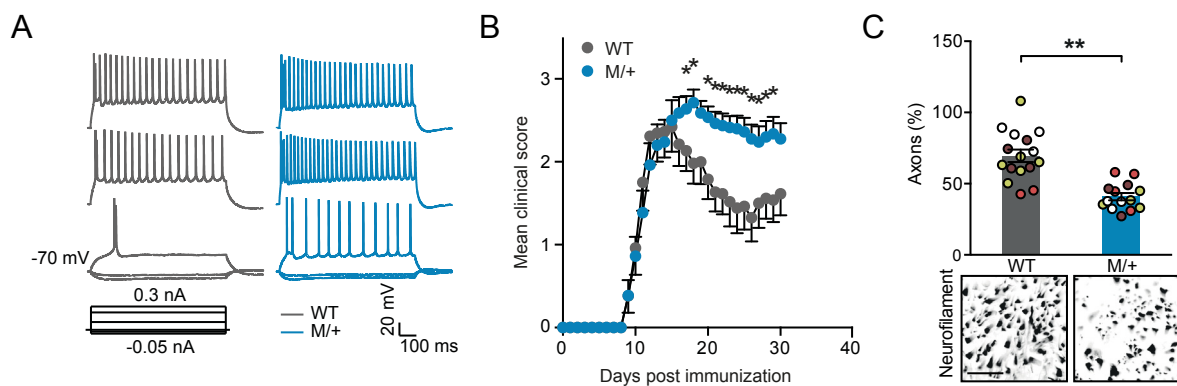 A
-70 mV
0.3 nA
-0.05 nA
WT
M/+
20 mV
100 ms
B
WT
M/+
Mean clinical score
3
2
1
0
0 10 20 30 40
Days post immunization
**
**********
C
**
Axons (%)
150
100
50
0
WT M/+
Neurofilament